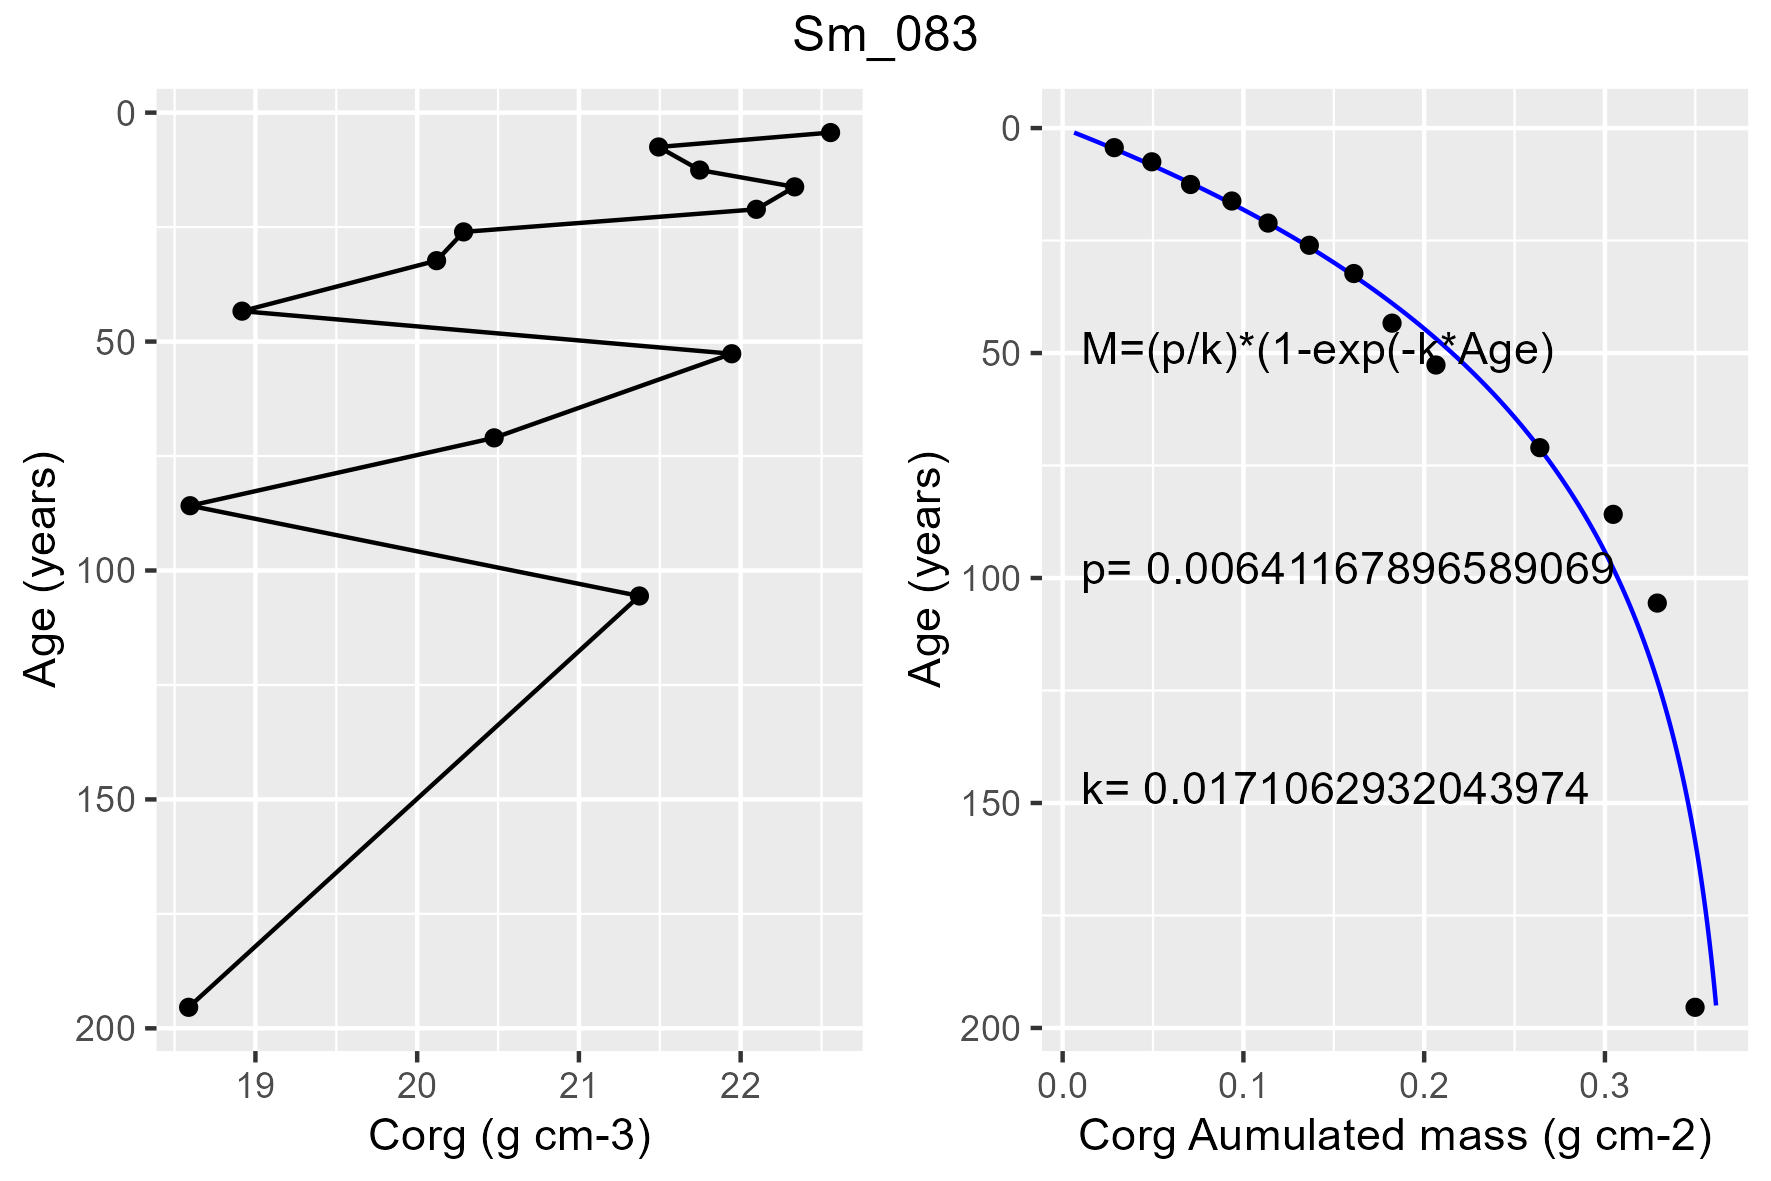 Sm_083
0
50
100
150
200
Age (years)
19
20
21
22
Corg (g cm-3)
0
50
100
150
200
Age (years)
M=(p/k)*(1-exp(-k*Age)
p= 0.00641167896589069
k= 0.0171062932043974
0.0
0.1
0.2
0.3
Corg Aumulated mass (g cm-2)